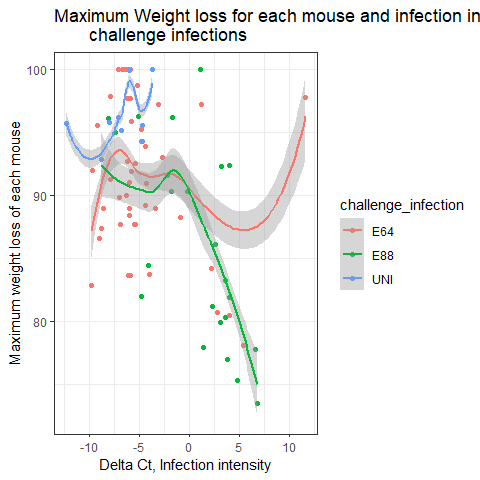 Maximum Weight loss for each mouse and infection in
challenge infections
Maximum weight loss of each mouse
100
90
80
-10
-5
0
5
10
Delta Ct, Infection intensity
challenge_infection
E64
E88
UNI